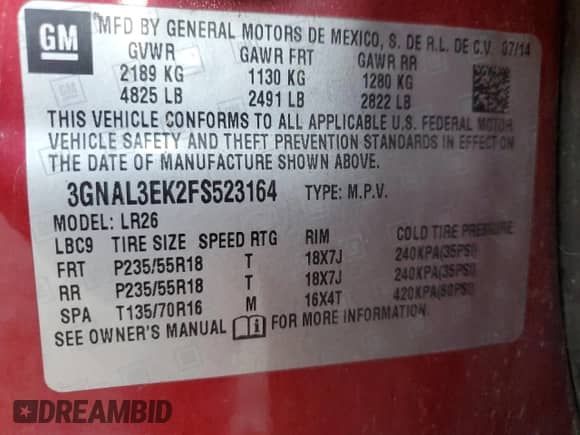 GM
MFD BY GENERAL MOTORS DE MEXICO, S. DE R.L. DE C.V. 07/14
GVWR GAWR FRT GAWR RR
2189 KG 1130 KG 1280 KG
4825 LB 2491 LB 2822 LB
THIS VEHICLE CONFORMS TO ALL APPLICABLE U.S. FEDERAL MOTOR
VEHICLE SAFETY AND THEFT PREVENTION STANDARDS IN EFFECT ON
THE DATE OF MANUFACTURE SHOWN ABOVE.
3GNAL3EK2FS523164 TYPE: M.P.V.
MODEL: LR26
LBC9 TIRE SIZE SPEED RTG RIM COLD TIRE PRESSURE
FRT P235/55R18 T 18X7J 240KPA(35PSI)
RR P235/55R18 T 18X7J 240KPA(35PSI)
SPA T135/70R16 M 16X4T 420KPA(60PSI)
SEE OWNER'S MANUAL FOR MORE INFORMATION.
DREAMBID